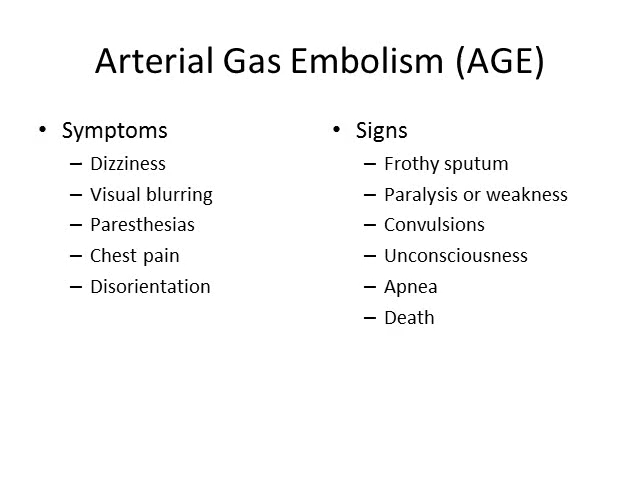 Arterial Gas Embolism (AGE)
• Symptoms
– Dizziness
– Visual blurring
– Paresthesias
– Chest pain
– Disorientation
• Signs
– Frothy sputum
– Paralysis or weakness
– Convulsions
– Unconsciousness
– Apnea
– Death